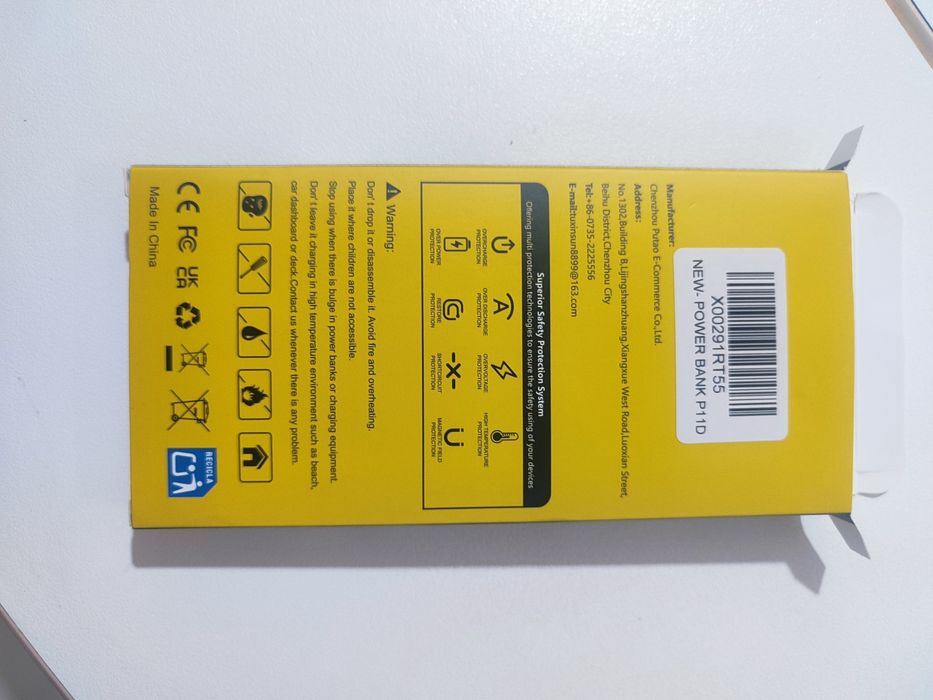 X00291RT55
NEW- POWER BANK P11D
Manufacturer:
Chenzhou Putao E-Commerce Co.,Ltd.
Address:
No.1302,Building B,Lijingshanzhuang,Xiangxue West Road,Luoxian Street,
Beihu District,Chenzhou City
Tel:+86-0735-2225556
E-mail:tuxinsun8899@163.com
Superior Safety Protection System
Offering multi-protection technologies to ensure the safety using of your devices
OVERCHARGE
PROTECTION
OVER DISCHARGE
PROTECTION
OVERVOLTAGE
PROTECTION
HIGH TEMPERATURE
PROTECTION
OVER POWER
PROTECTION
RESTORE
PROTECTION
SHORTCIRCUIT
PROTECTION
MAGNETIC FIELD
PROTECTION
Warning:
Don't drop it or disassemble it. Avoid fire and overheating.
Place it where children are not accessible.
Stop using when there is bulge in power banks or charging equipment.
Don't leave it charging in high temperature environment such as beach,
car dashboard or deck.Contact us whenever there is any problem.
CE FC UK CA
RECICLA
Made In China